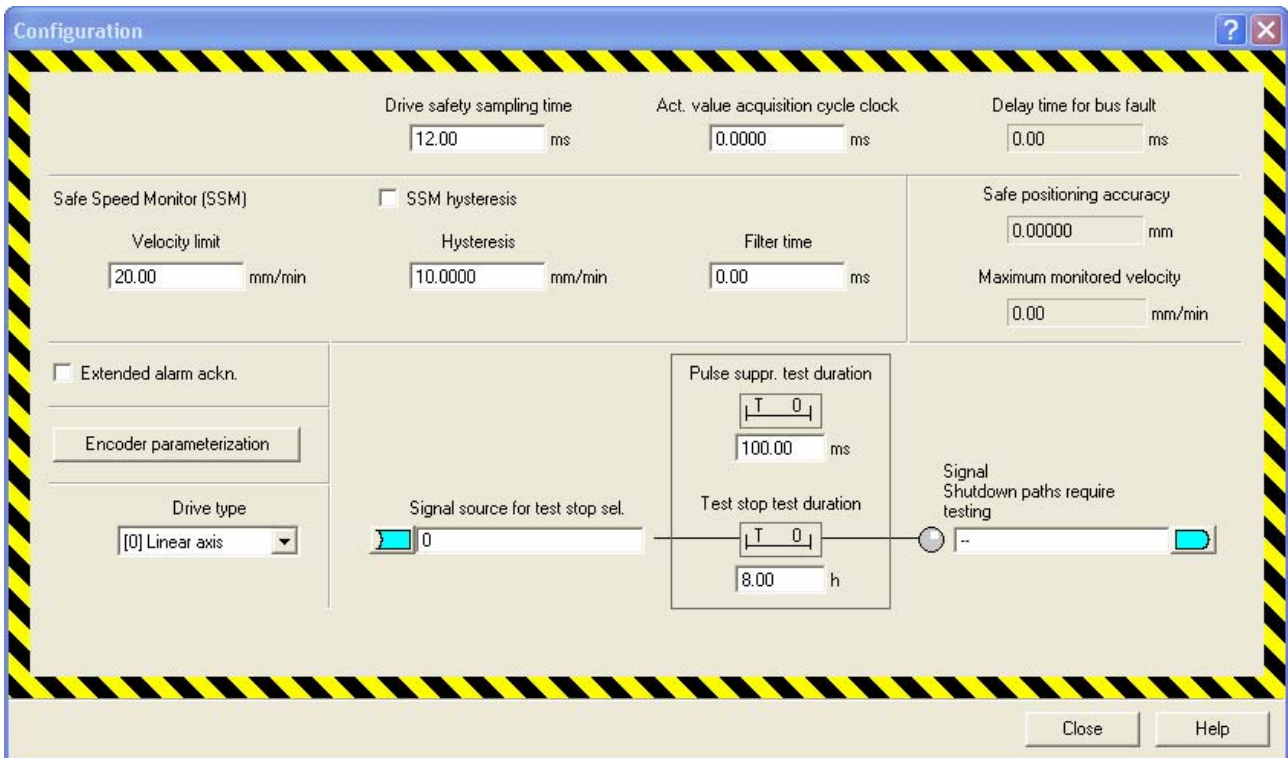 Configuration
Drive safety sampling time
12.00 ms
Act. value acquisition cycle clock
0.0000 ms
Delay time for bus fault
0.00 ms
Safe Speed Monitor (SSM)
SSM hysteresis
Velocity limit
20.00 mm/min
Hysteresis
10.0000 mm/min
Filter time
0.00 ms
Safe positioning accuracy
0.00000 mm
Maximum monitored velocity
0.00 mm/min
Extended alarm ackn.
Encoder parameterization
Drive type
[0] Linear axis
Signal source for test stop sel.
0
Pulse suppr. test duration
T 0
100.00 ms
Test stop test duration
T 0
8.00 h
Signal
Shutdown paths require
testing
--
Close
Help